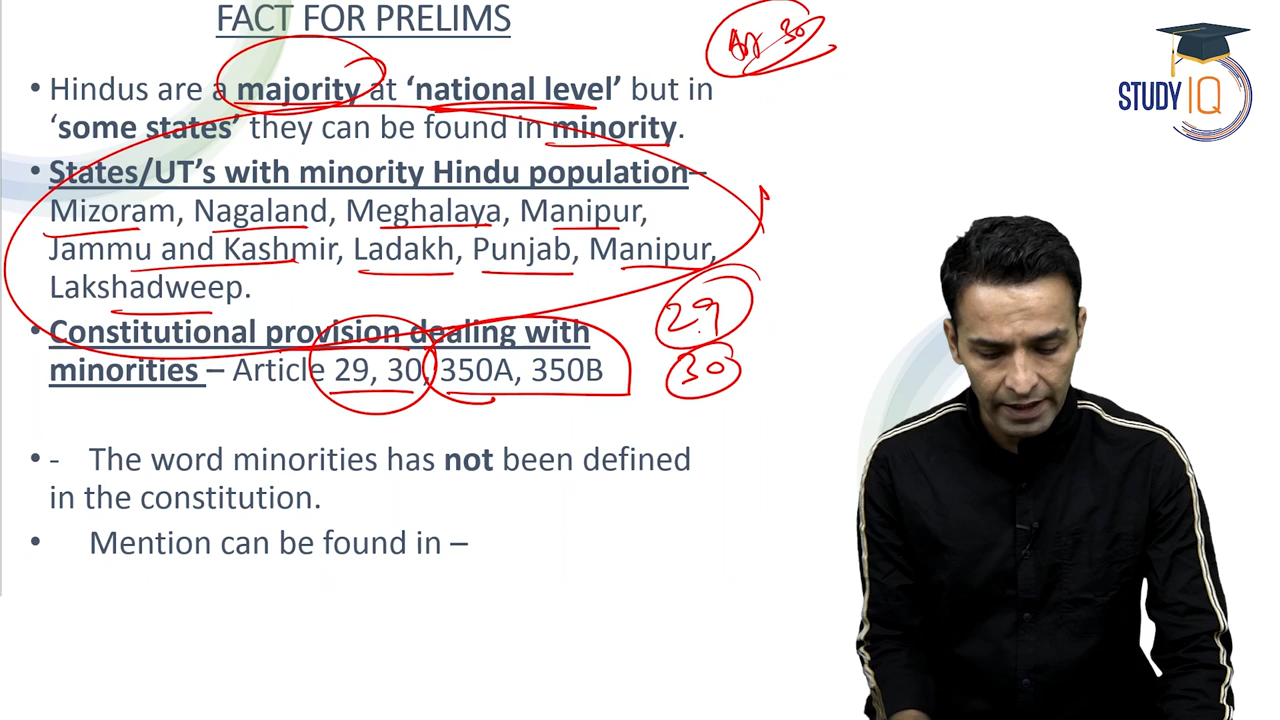 FACT FOR PRELIMS
• Hindus are a majority at ‘national level’ but in
‘some states’ they can be found in minority.
• States/UT’s with minority Hindu population–
Mizoram, Nagaland, Meghalaya, Manipur,
Jammu and Kashmir, Ladakh, Punjab, Manipur,
Lakshadweep.
• Constitutional provision dealing with
minorities – Article 29, 30, 350A, 350B
• - The word minorities has not been defined
in the constitution.
• Mention can be found in –
30
29
30
STUDY IQ